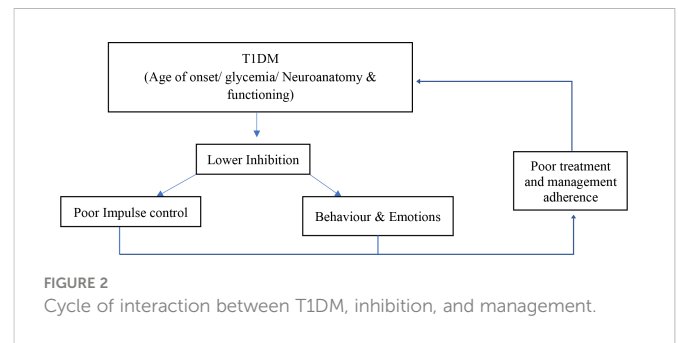 T1DM
(Age of onset/ glycemia/ Neuroanatomy &
functioning)
Lower Inhibition
Poor Impulse control
Behaviour & Emotions
Poor treatment
and management
adherence
FIGURE 2
Cycle of interaction between T1DM, inhibition, and management.